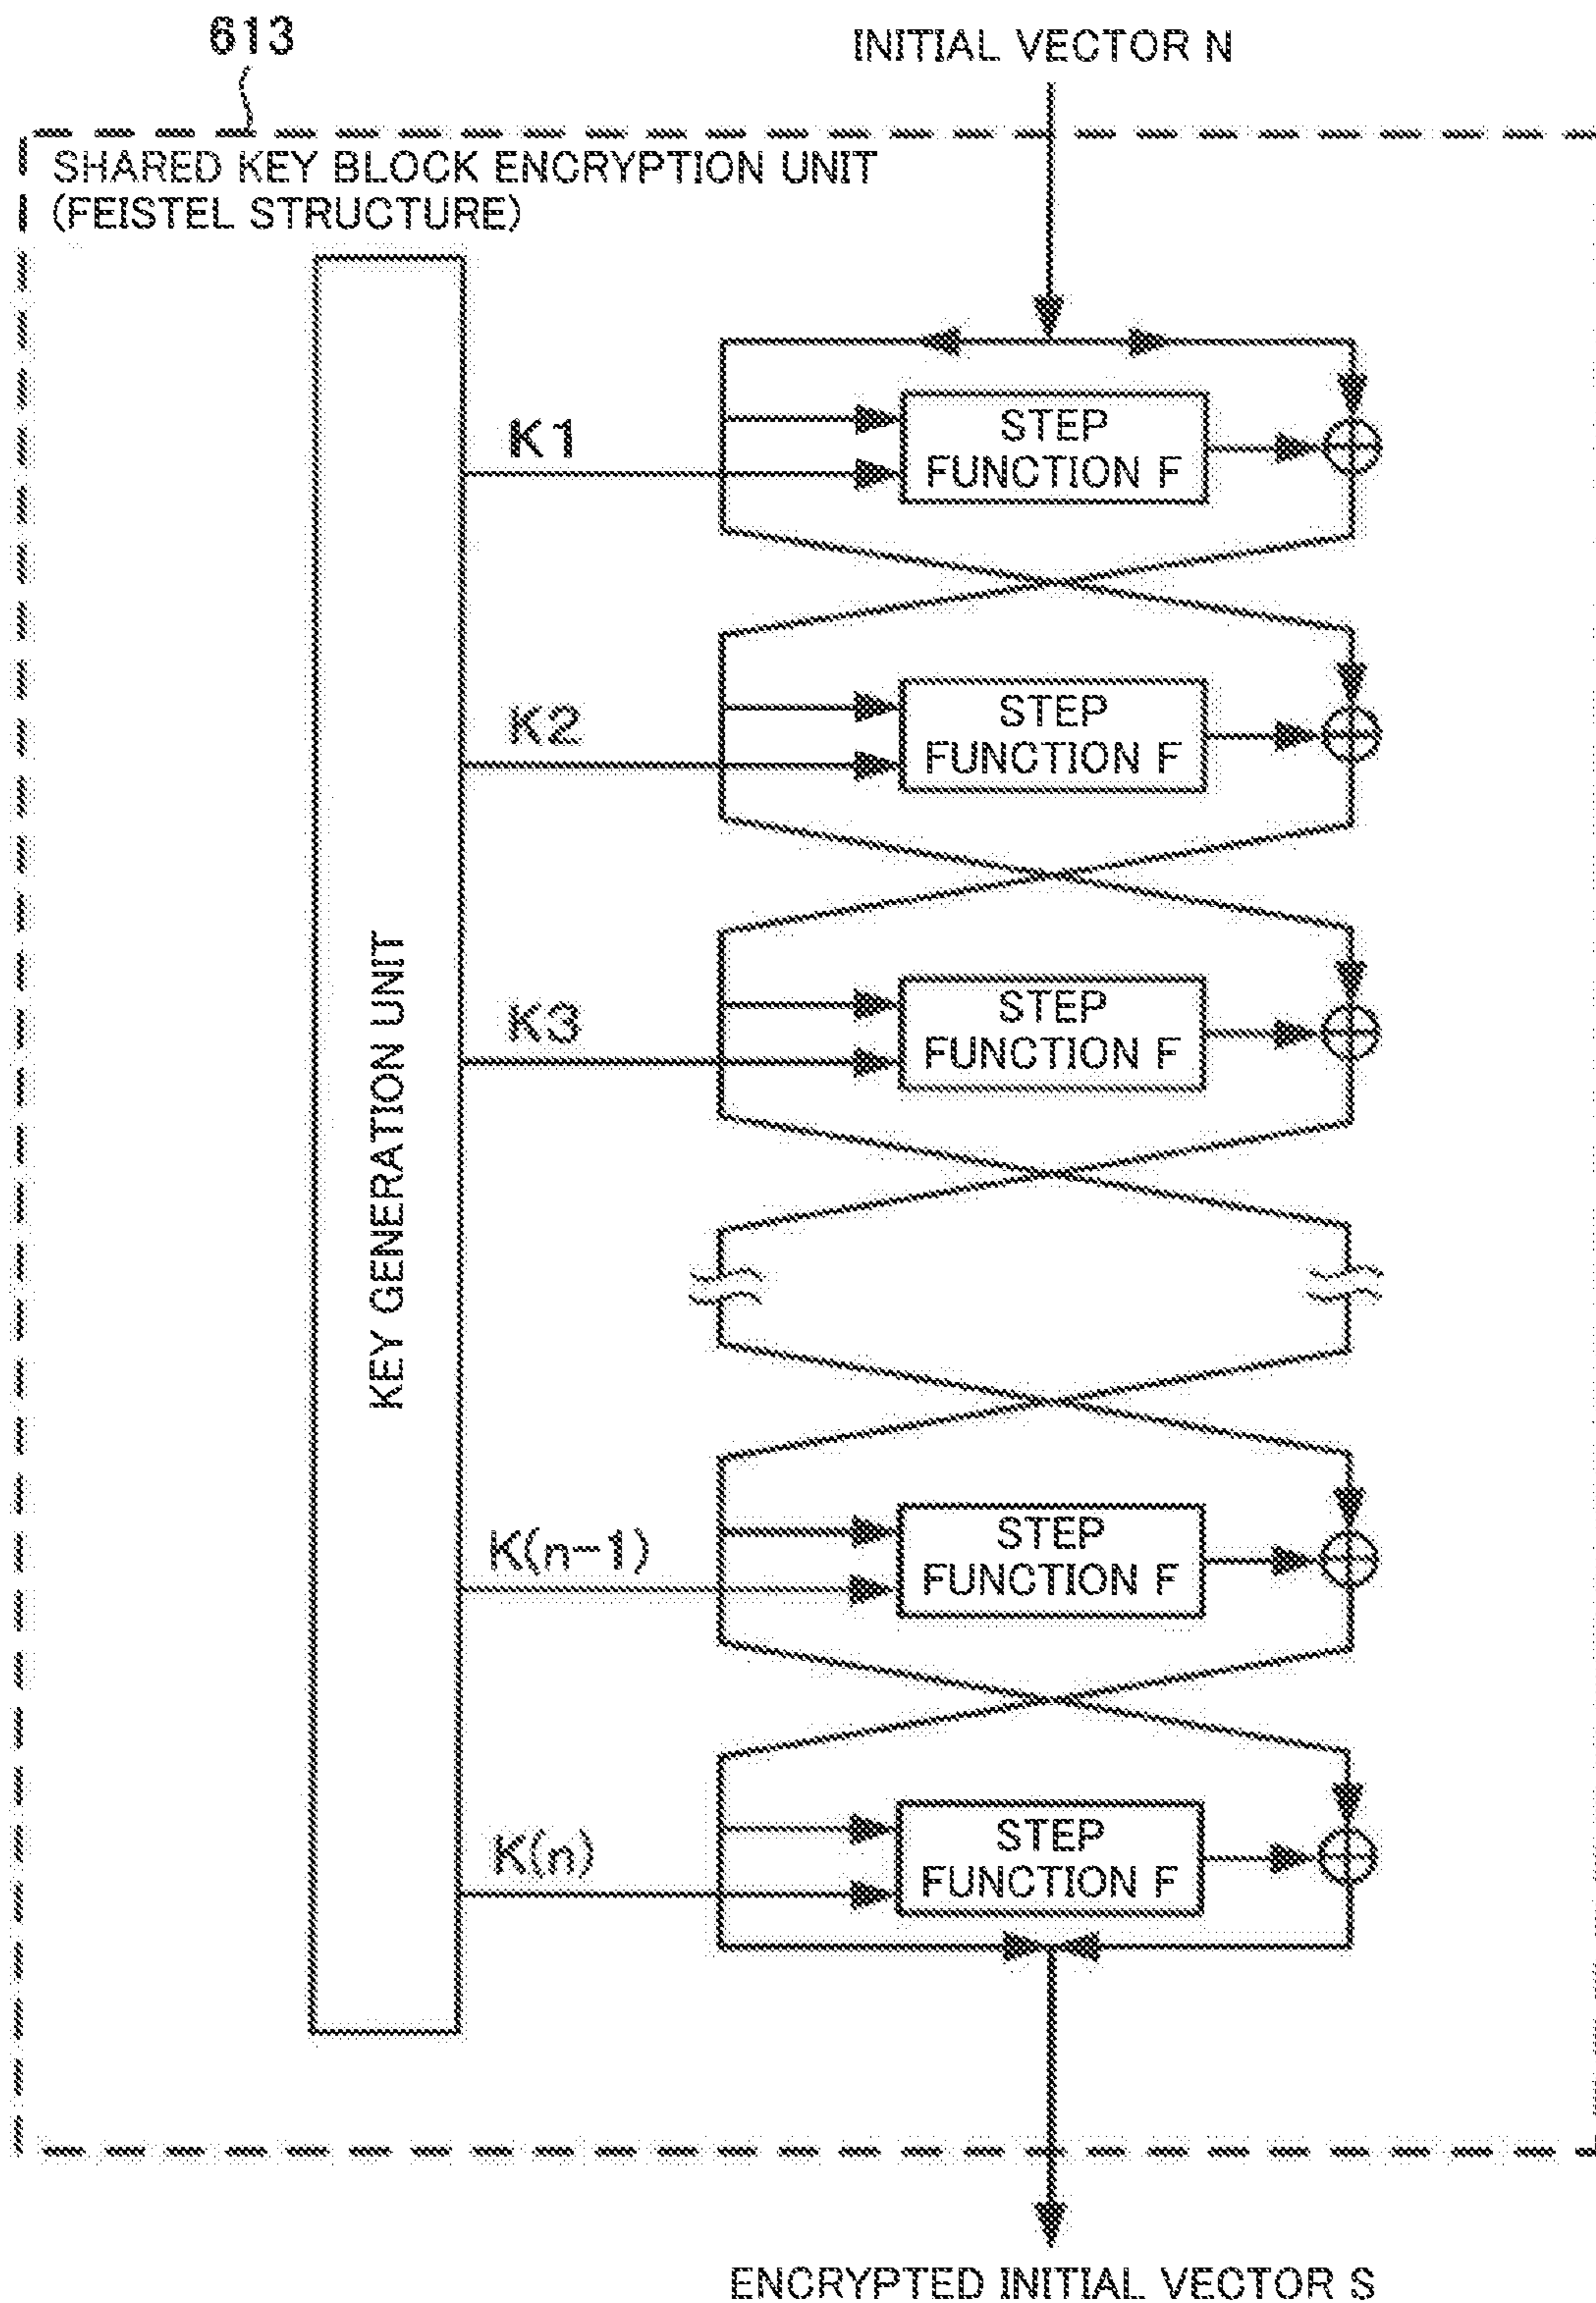 613
INITIAL VECTOR N
SHARED KEY BLOCK ENCRYPTION UNIT
(FEISTEL STRUCTURE)
K1
STEP
FUNCTION F
K2
STEP
FUNCTION F
KEY GENERATION UNIT
K3
STEP
FUNCTION F
K(n-1)
STEP
FUNCTION F
K(n)
STEP
FUNCTION F
ENCRYPTED INITIAL VECTOR S